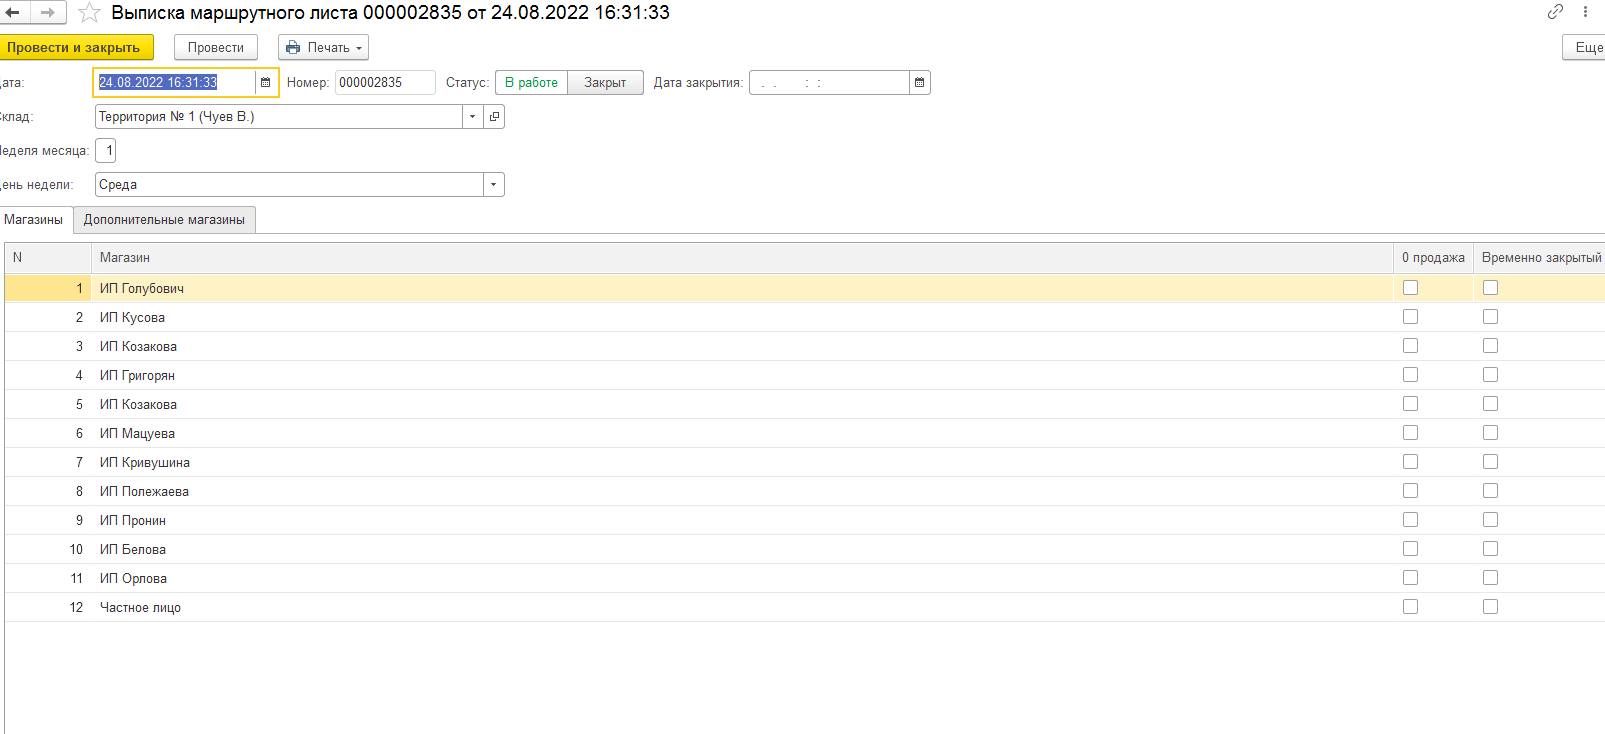 Выписка маршрутного листа 000002835 от 24.08.2022 16:31:33
Провести и закрыть Провести Печать Еще
ата: 24.08.2022 16:31:33 Номер: 000002835 Статус: В работе Закрыт Дата закрытия: . . : :
клад: Территория № 1 (Чуев В.)
еделя месяца: 1
ень недели: Среда
Магазины Дополнительные магазины
N Магазин 0 продажа Временно закрытый
1 ИП Голубович
2 ИП Кусова
3 ИП Козакова
4 ИП Григорян
5 ИП Козакова
6 ИП Мацуева
7 ИП Кривушина
8 ИП Полежаева
9 ИП Пронин
10 ИП Белова
11 ИП Орлова
12 Частное лицо